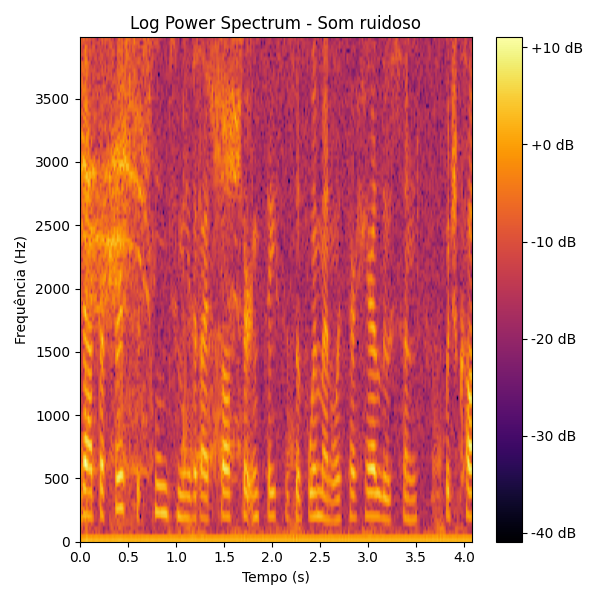 Log Power Spectrum - Som ruidoso
Frequência (Hz)
3500
3000
2500
2000
1500
1000
500
0
0.0 0.5 1.0 1.5 2.0 2.5 3.0 3.5 4.0
Tempo (s)
+10 dB
+0 dB
-10 dB
-20 dB
-30 dB
-40 dB